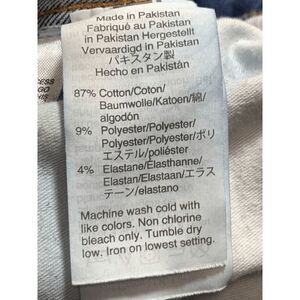 Made in Pakistan
Fabriqué au Pakistan
in Pakistan Hergestellt
Vervaardigd in Pakistan
パキスタン製
Hecho en Pakistán
87% Cotton/Coton/
Baumwolle/Katoen/綿/
algodón
9% Polyester/Polyester/
Polyester/Polyester/ポリ
エステル/poliéster
4% Elastane/Élasthanne/
Elastan/Elastaan/エラス
テーン/elastano
Machine wash cold with
like colors. Non chlorine
bleach only. Tumble dry
low. Iron on lowest setting.